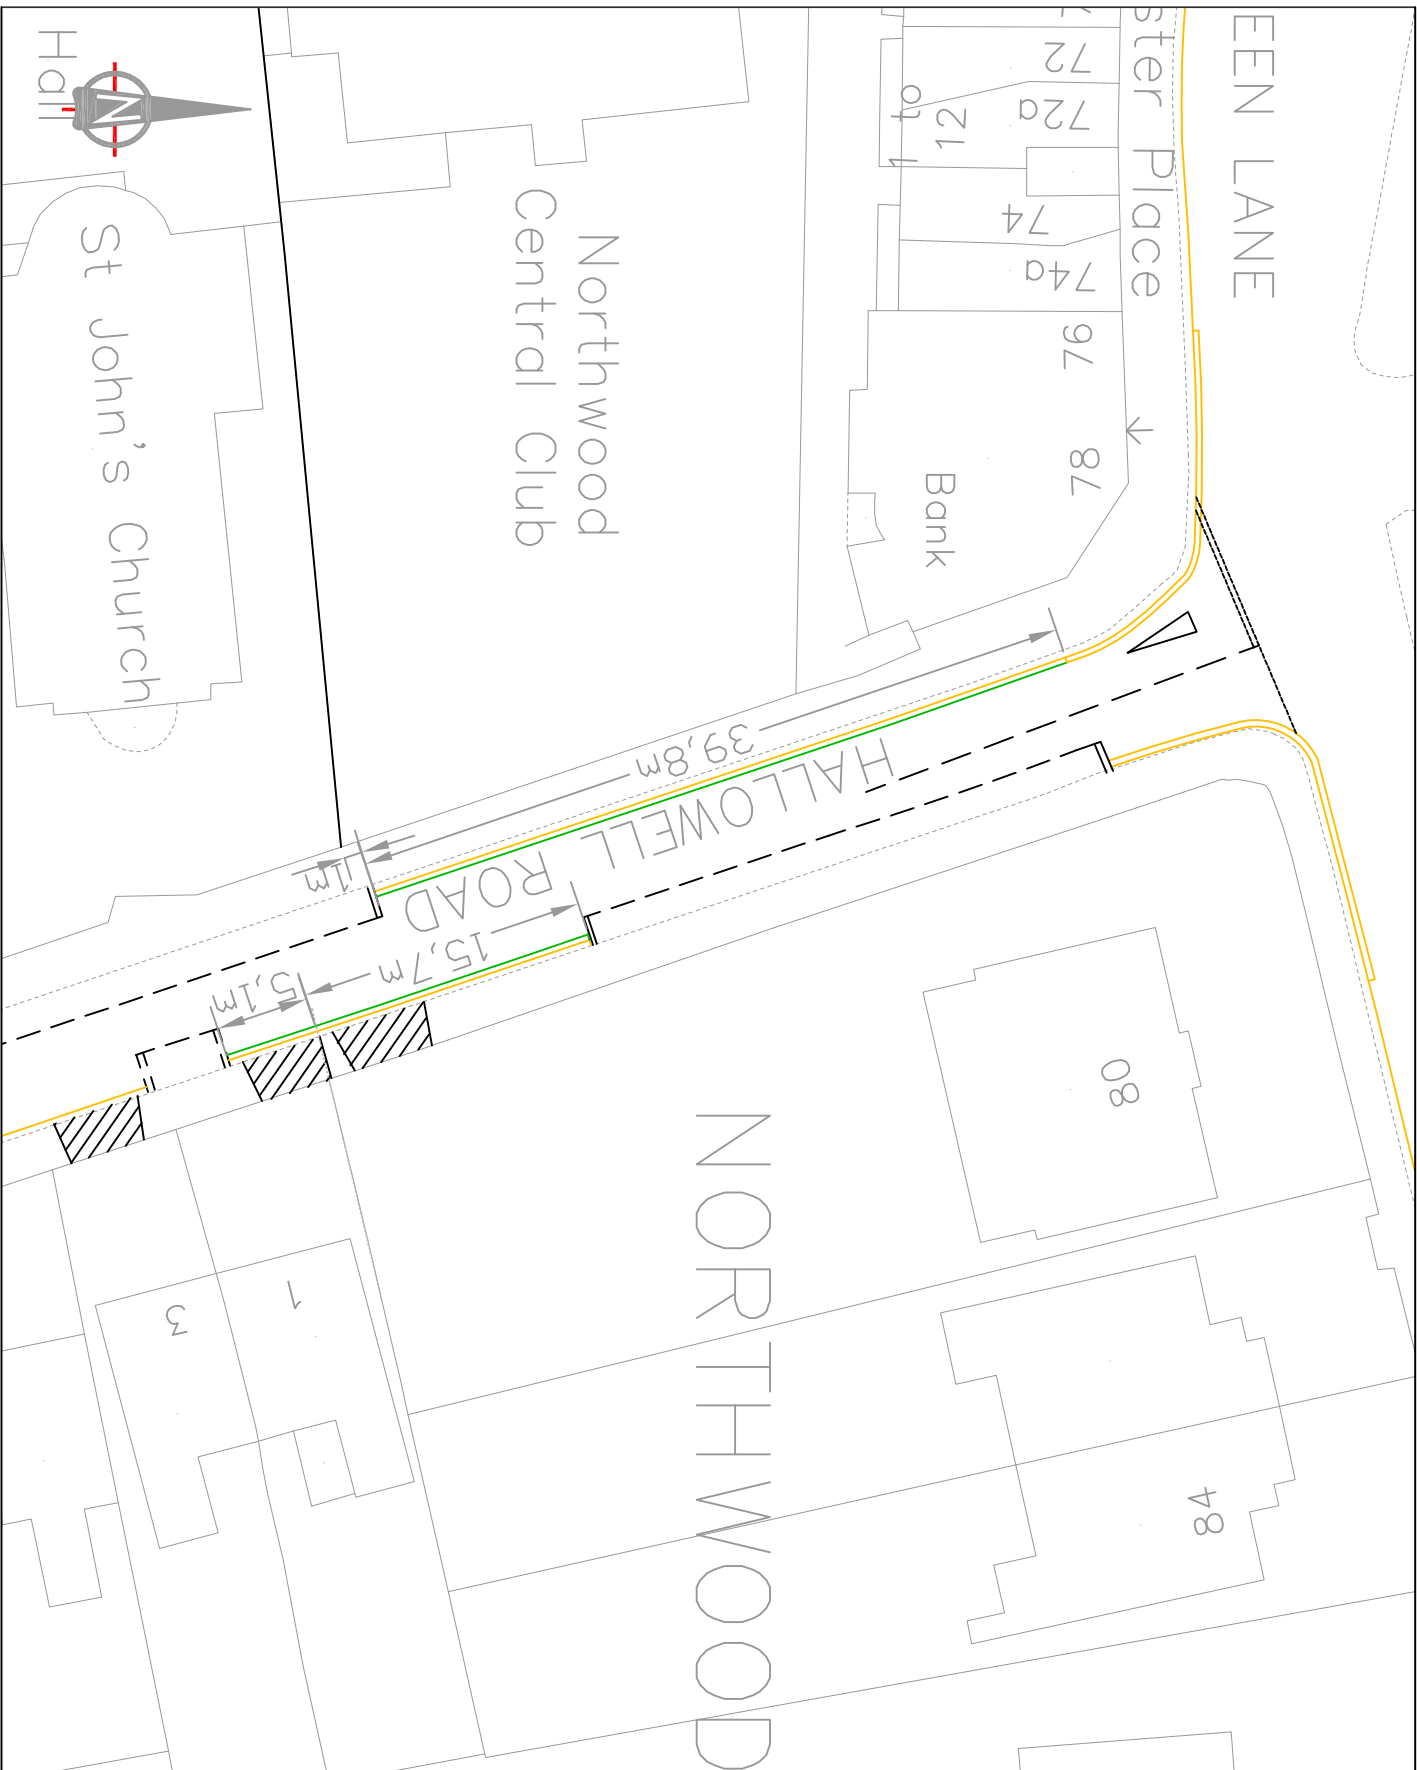 EEN LANE
ster Place
72
72a
1 to
12
74
74a
76
78
Bank
Northwood
Central Club
Hall
N
St John's Church
39,8m
HALLOWELL ROAD
1m
15,7m
5,1m
80
NORTHWOOD
1
3
84